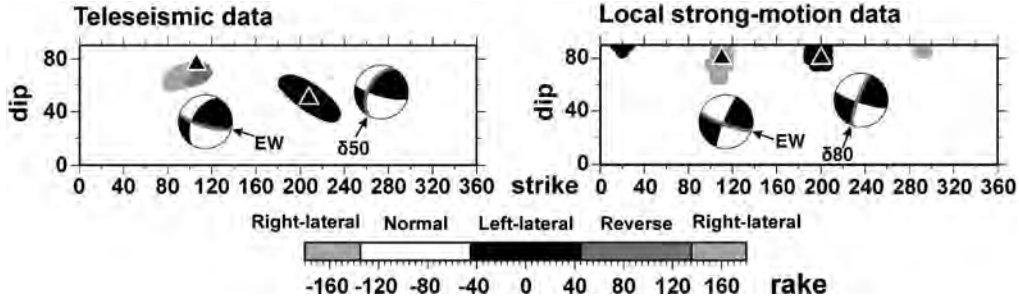 Teleseismic data
Local strong-motion data
80
40
0
dip
EW
δ50
0 40 80 120 160 200 240 280 320 360
strike
80
40
0
dip
EW
δ80
0 40 80 120 160 200 240 280 320 360
Right-lateral Normal Left-lateral Reverse Right-lateral
-160 -120 -80 -40 0 40 80 120 160 rake